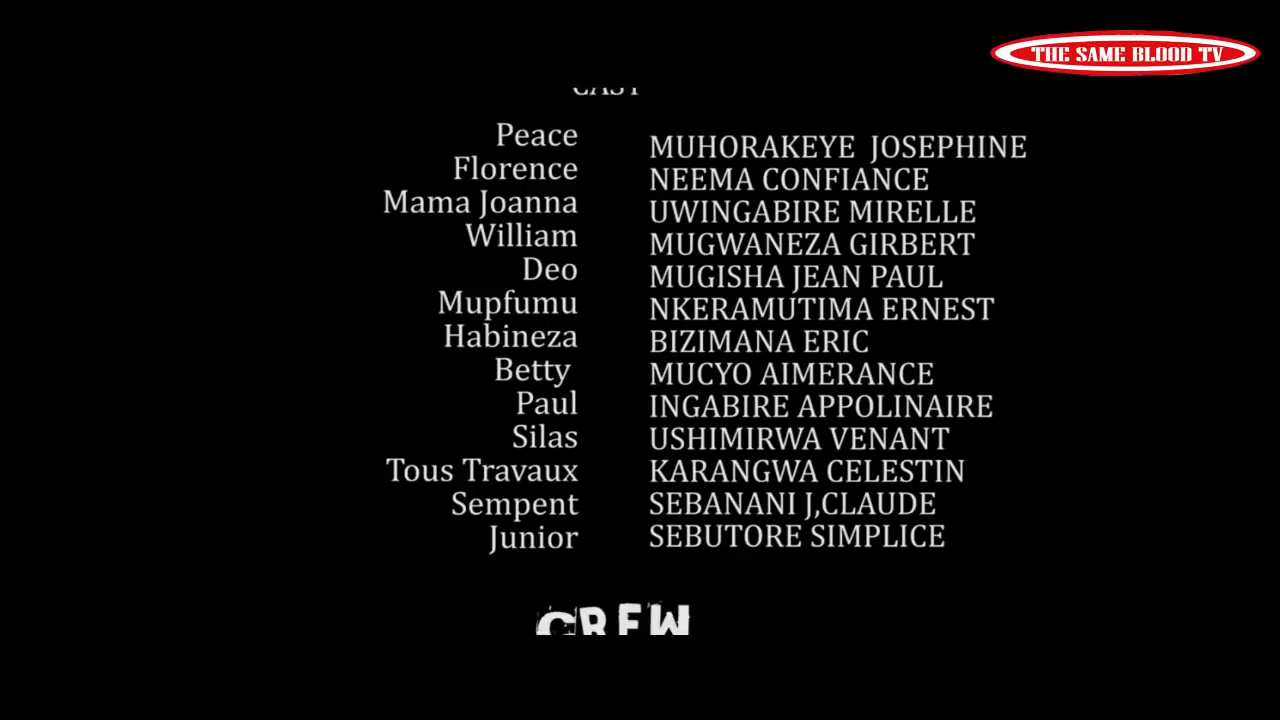 THE SAME BLOOD TV
CAST
Peace MUHORAKEYE JOSEPHINE
Florence NEEMA CONFIANCE
Mama Joanna UWINGABIRE MIRELLE
William MUGWANEZA GIRBERT
Deo MUGISHA JEAN PAUL
Mupfumu NKERAMUTIMA ERNEST
Habineza BIZIMANA ERIC
Betty MUCYO AIMERANCE
Paul INGABIRE APPOLINAIRE
Silas USHIMIRWA VENANT
Tous Travaux KARANGWA CELESTIN
Sempent SEBANANI J,CLAUDE
Junior SEBUTORE SIMPLICE
CREW